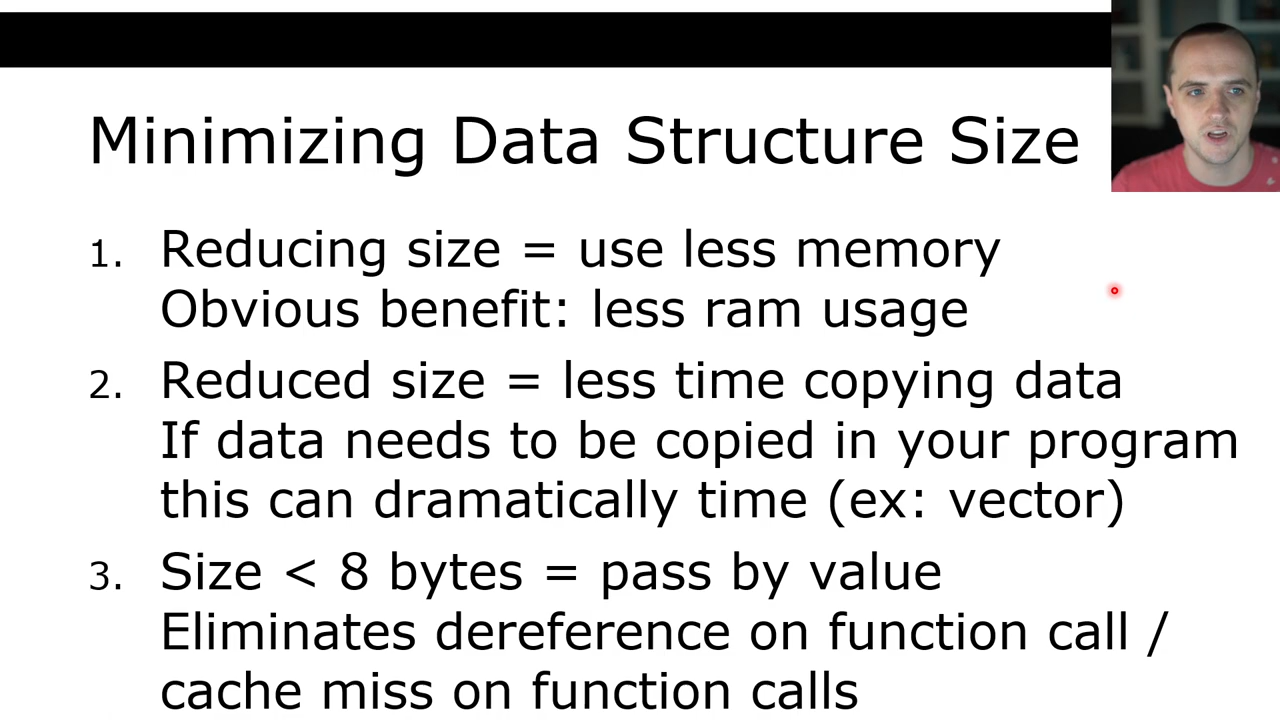 Minimizing Data Structure Size
1. Reducing size = use less memory
Obvious benefit: less ram usage
2. Reduced size = less time copying data
If data needs to be copied in your program
this can dramatically time (ex: vector)
3. Size < 8 bytes = pass by value
Eliminates dereference on function call /
cache miss on function calls